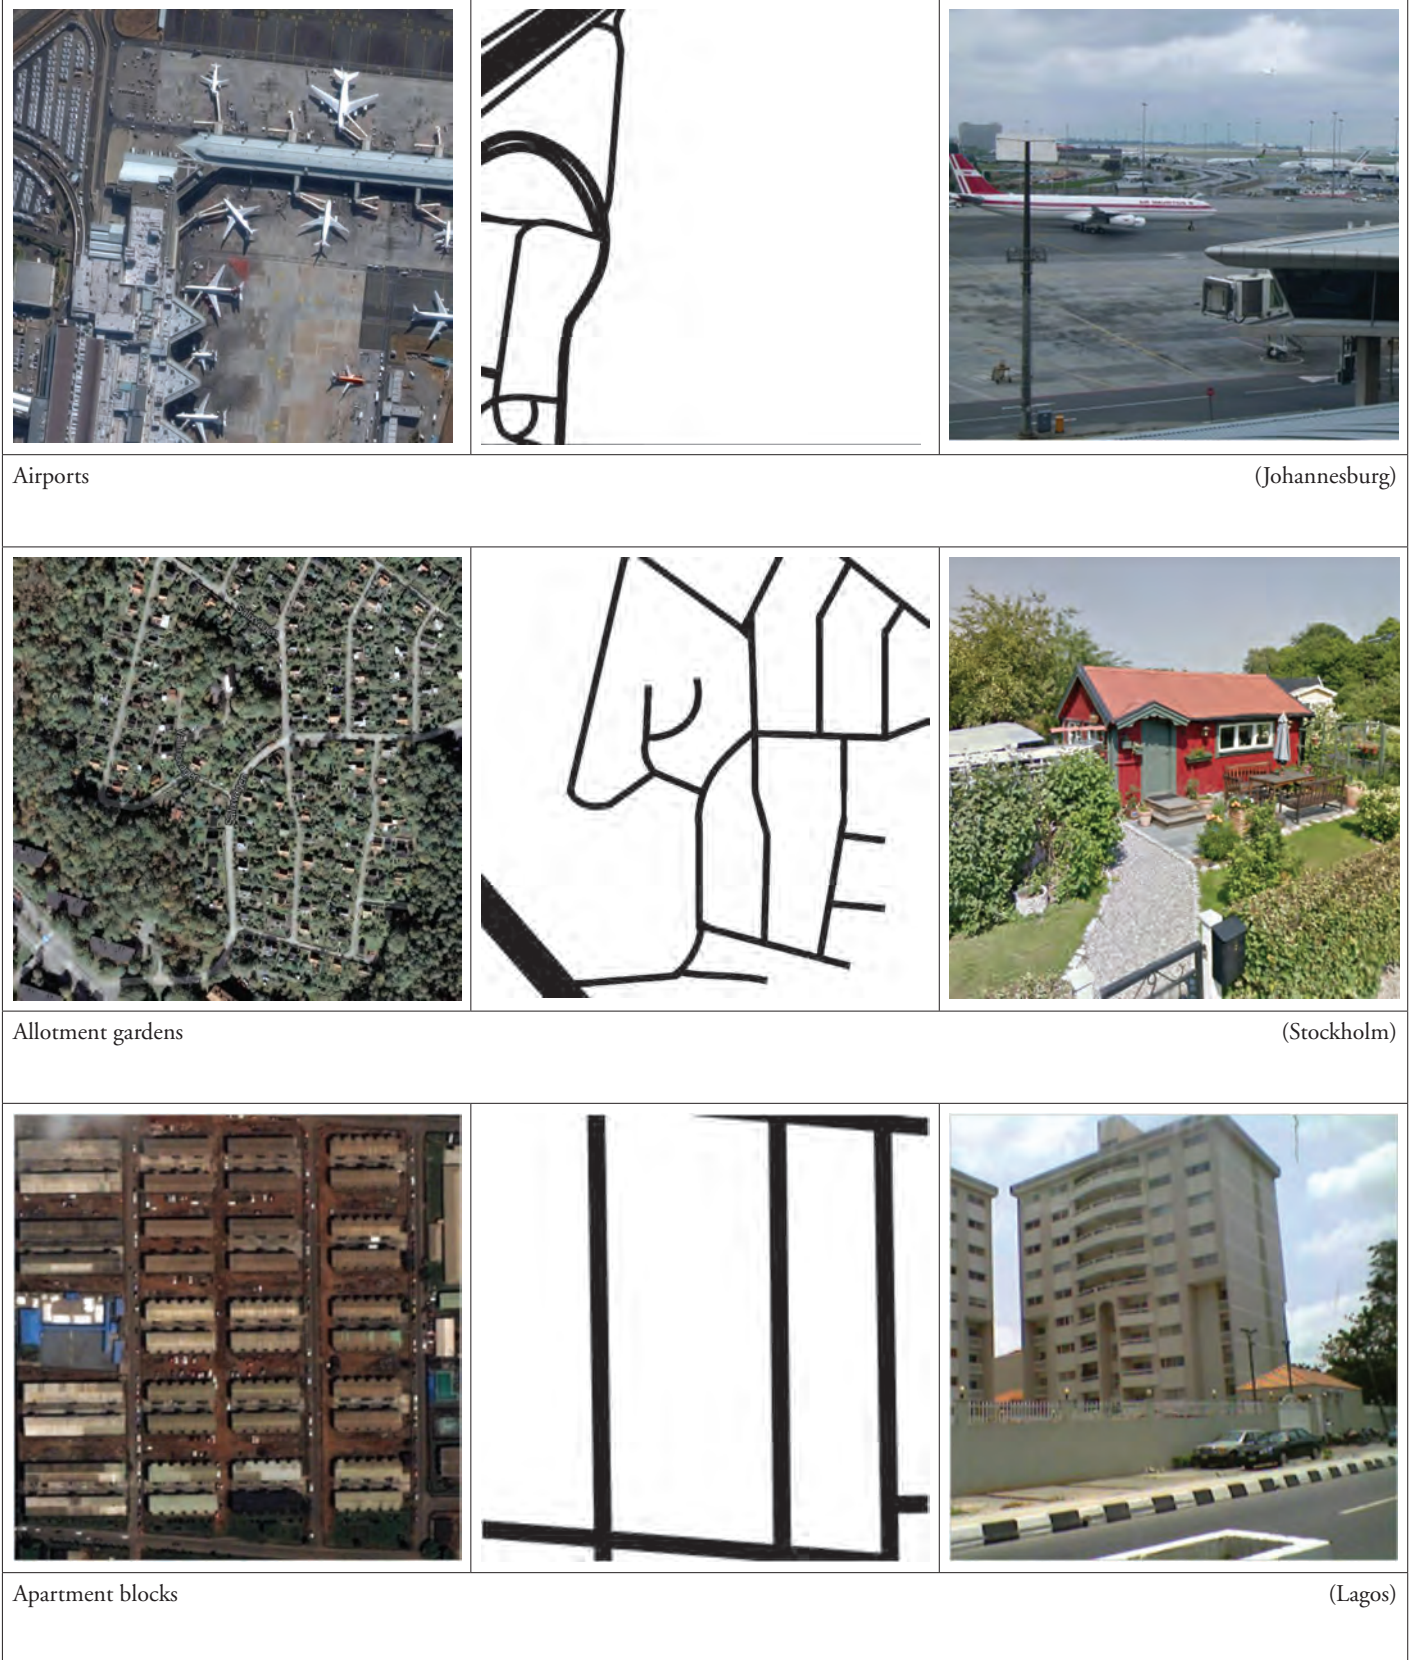 Airports
(Johannesburg)
Allotment gardens
(Stockholm)
Apartment blocks
(Lagos)